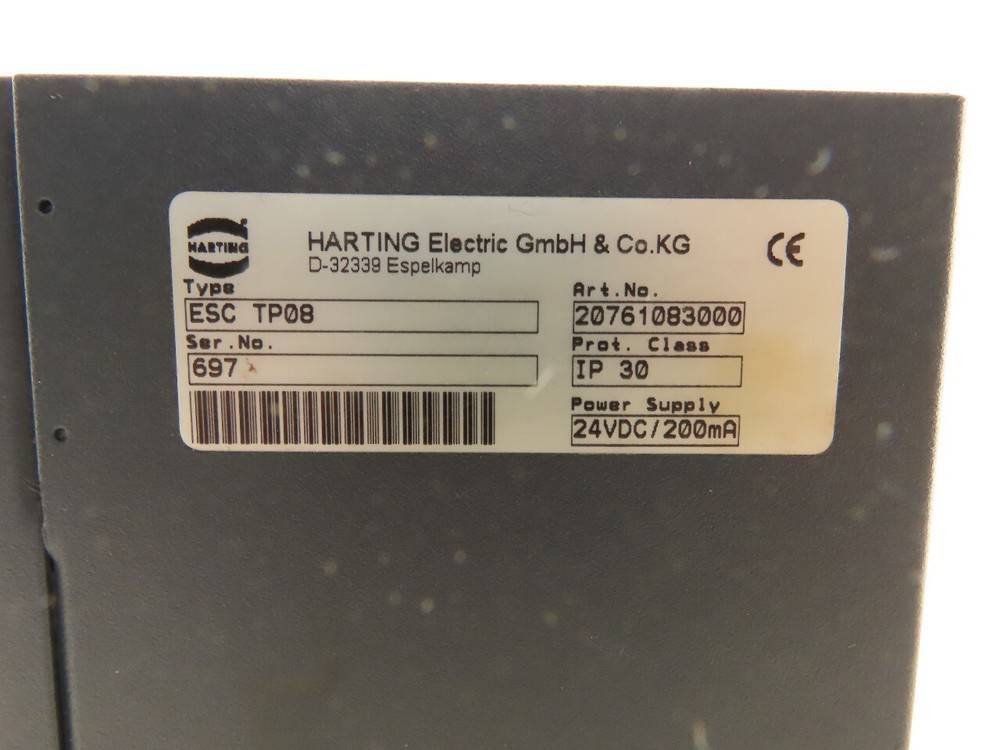 HARTING
HARTING Electric GmbH & Co.KG
D-32339 Espelkamp
CE
Type
ESC TP08
Ser.No.
697
Art.No.
20761083000
Prot. Class
IP 30
Power Supply
24VDC/200mA